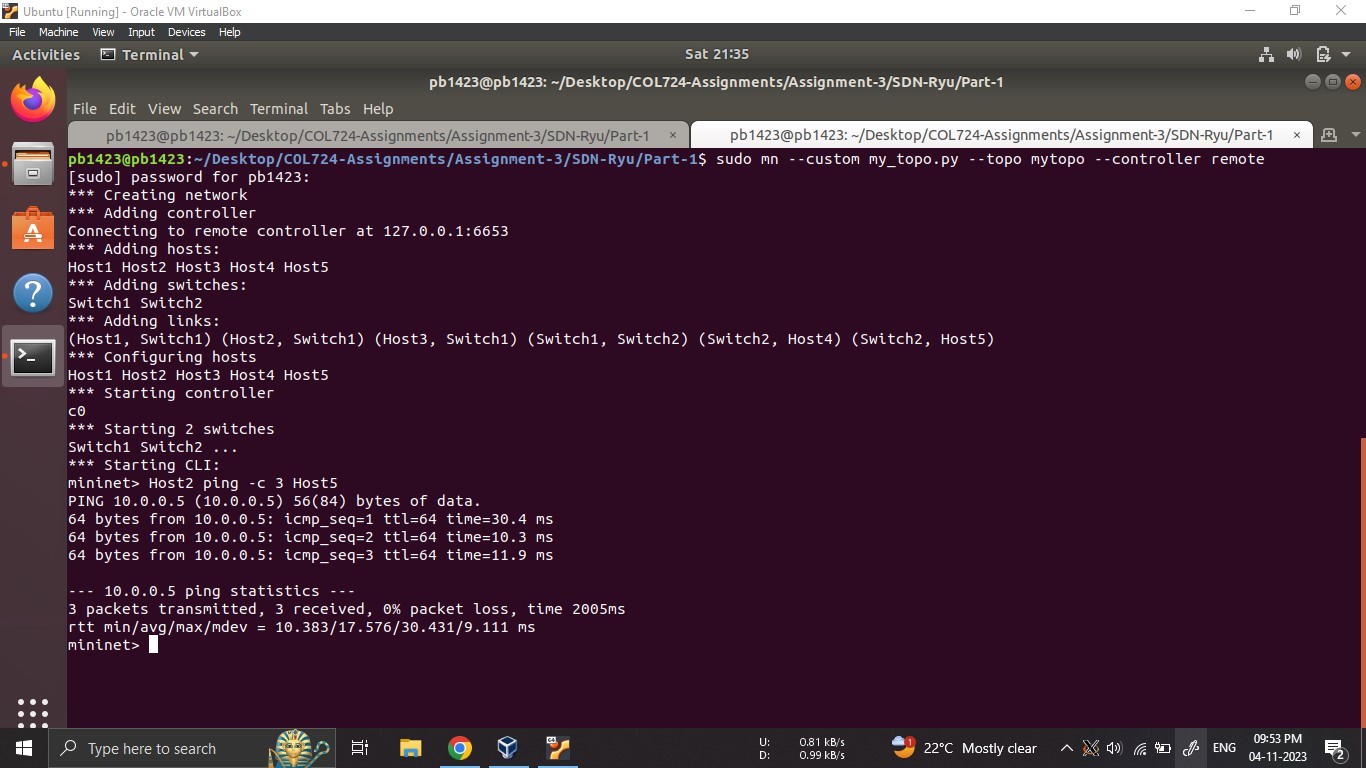 Ubuntu [Running] - Oracle VM VirtualBox
File Machine View Input Devices Help
Activities Terminal Sat 21:35
pb1423@pb1423: ~/Desktop/COL724-Assignments/Assignment-3/SDN-Ryu/Part-1
File Edit View Search Terminal Tabs Help
pb1423@pb1423: ~/Desktop/COL724-Assignments/Assignment-3/SDN-Ryu/Part-1 × pb1423@pb1423: ~/Desktop/COL724-Assignments/Assignment-3/SDN-Ryu/Part-1 ×
pb1423@pb1423:~/Desktop/COL724-Assignments/Assignment-3/SDN-Ryu/Part-1$ sudo mn --custom my_topo.py --topo mytopo --controller remote
[sudo] password for pb1423:
*** Creating network
*** Adding controller
Connecting to remote controller at 127.0.0.1:6653
*** Adding hosts:
Host1 Host2 Host3 Host4 Host5
*** Adding switches:
Switch1 Switch2
*** Adding links:
(Host1, Switch1) (Host2, Switch1) (Host3, Switch1) (Switch1, Switch2) (Switch2, Host4) (Switch2, Host5)
*** Configuring hosts
Host1 Host2 Host3 Host4 Host5
*** Starting controller
c0
*** Starting 2 switches
Switch1 Switch2 ...
*** Starting CLI:
mininet> Host2 ping -c 3 Host5
PING 10.0.0.5 (10.0.0.5) 56(84) bytes of data.
64 bytes from 10.0.0.5: icmp_seq=1 ttl=64 time=30.4 ms
64 bytes from 10.0.0.5: icmp_seq=2 ttl=64 time=10.3 ms
64 bytes from 10.0.0.5: icmp_seq=3 ttl=64 time=11.9 ms
--- 10.0.0.5 ping statistics ---
3 packets transmitted, 3 received, 0% packet loss, time 2005ms
rtt min/avg/max/mdev = 10.383/17.576/30.431/9.111 ms
mininet>
Type here to search
U: 0.81 kB/s
D: 0.99 kB/s
1
22°C Mostly clear
ENG
09:53 PM
04-11-2023
2